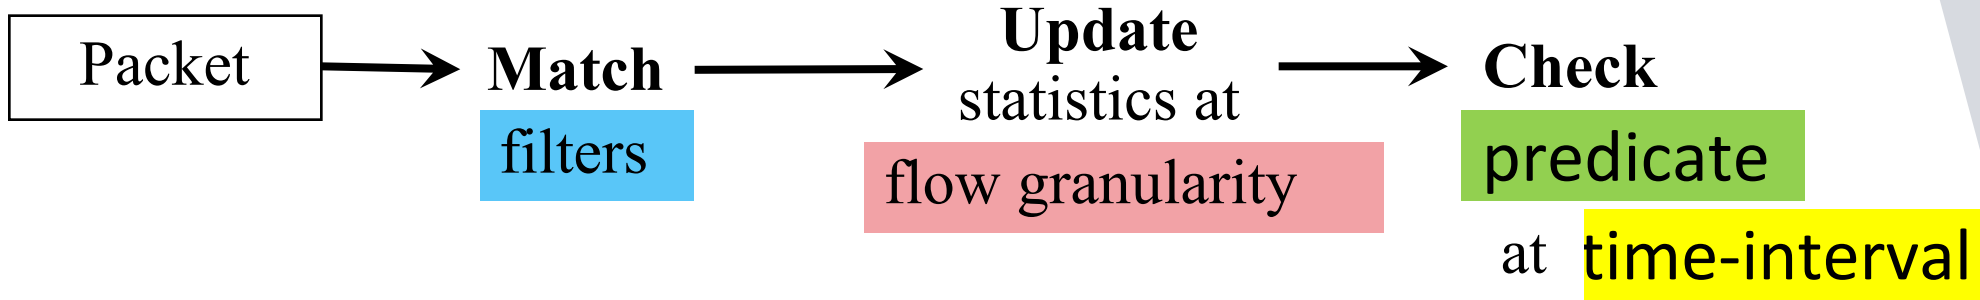 Packet
Match
filters
Update
statistics at
flow granularity
Check
predicate
at time-interval